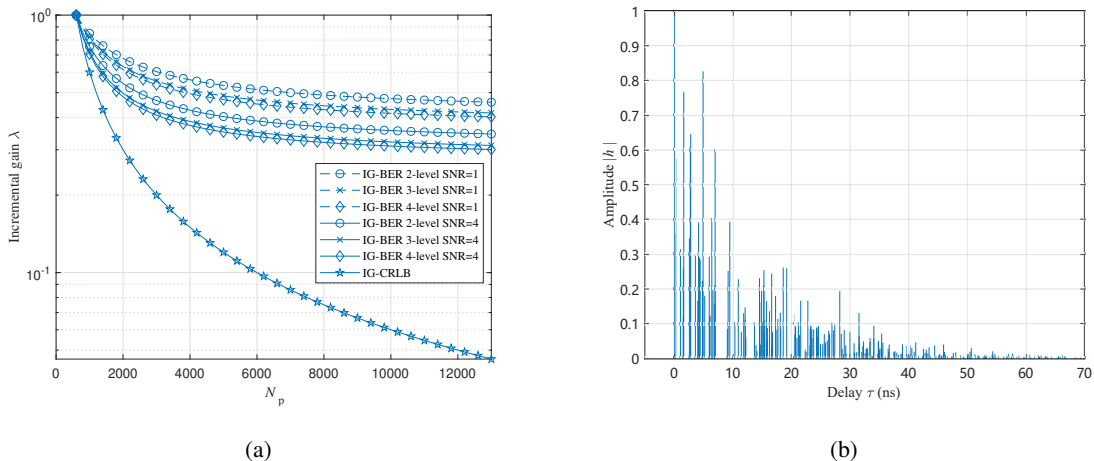 10^0
10^-1
Incremental gain λ
0 2000 4000 6000 8000 10000 12000
N_p
IG-BER 2-level SNR=1
IG-BER 3-level SNR=1
IG-BER 4-level SNR=1
IG-BER 2-level SNR=4
IG-BER 3-level SNR=4
IG-BER 4-level SNR=4
IG-CRLB
(a)
1
0.9
0.8
0.7
0.6
0.5
0.4
0.3
0.2
0.1
0
Amplitude |h|
0 10 20 30 40 50 60 70
Delay τ (ns)
(b)